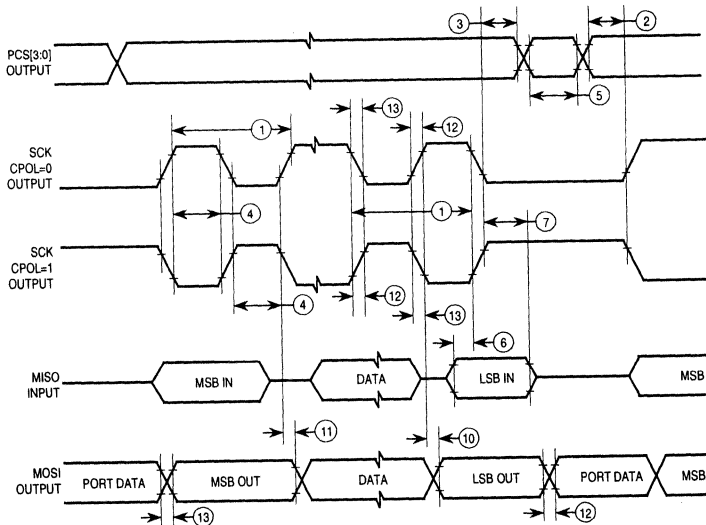 3
2
PCS[3:0]
OUTPUT
5
13
12
1
SCK
CPOL=0
OUTPUT
4
1
7
SCK
CPOL=1
OUTPUT
4
12
13
6
MISO
INPUT
MSB IN
DATA
LSB IN
MSB
11
10
MOSI
OUTPUT
PORT DATA
MSB OUT
DATA
LSB OUT
PORT DATA
MSB
13
12